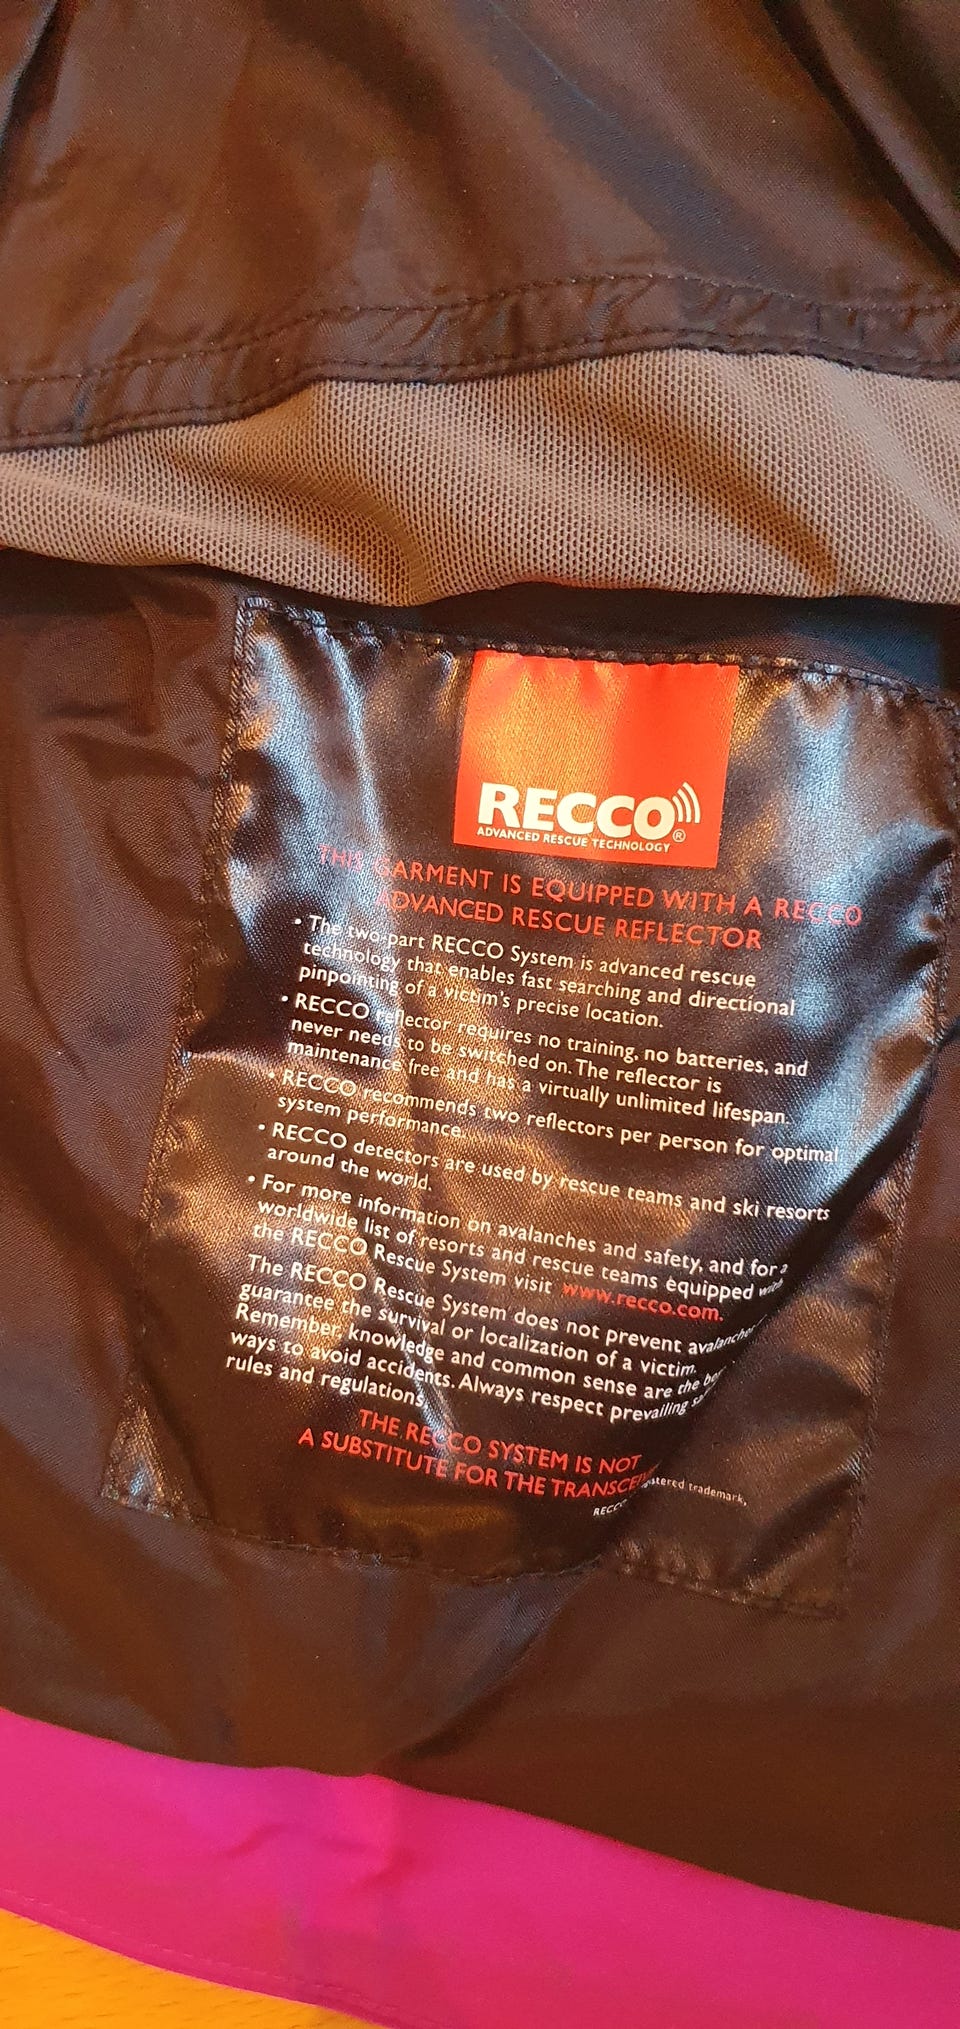 RECCO®
ADVANCED RESCUE TECHNOLOGY
THIS GARMENT IS EQUIPPED WITH A RECCO
ADVANCED RESCUE REFLECTOR
• The two-part RECCO System is advanced rescue
technology that enables fast searching and directional
pinpointing of a victim's precise location.
• RECCO reflector requires no training, no batteries, and
never needs to be switched on. The reflector is
maintenance free and has a virtually unlimited lifespan.
• RECCO recommends two reflectors per person for optimal
system performance.
• RECCO detectors are used by rescue teams and ski resorts
around the world.
• For more information on avalanches and safety, and for a
worldwide list of resorts and rescue teams equipped with
the RECCO Rescue System visit www.recco.com.
The RECCO Rescue System does not prevent
guarantee the survival or localization of a victim.
Remember, knowledge and common sense are the
ways to avoid accidents. Always respect prevailing
rules and regulations
THE RECCO SYSTEM IS NOT
A SUBSTITUTE FOR THE
RECCO trademark,